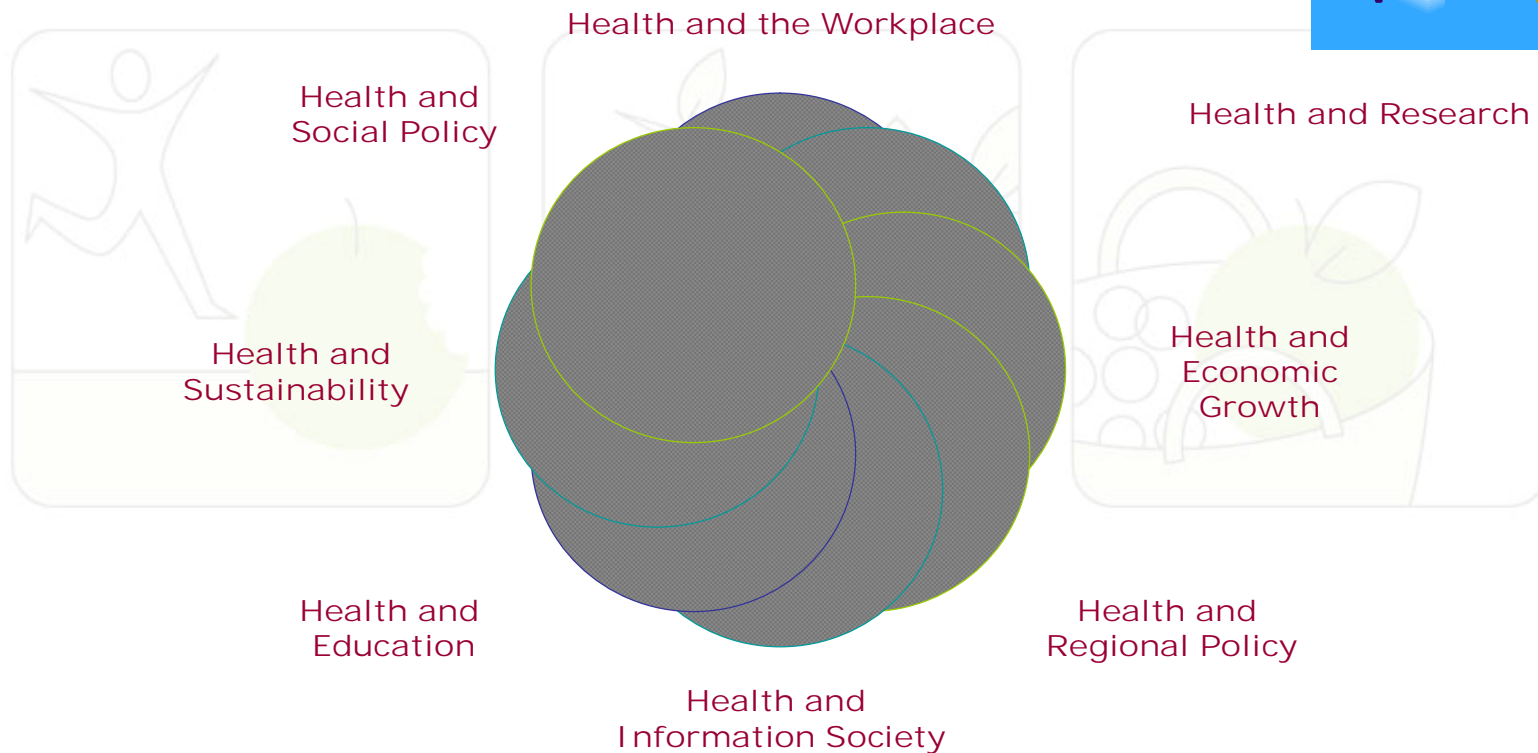 Health and the Workplace
Health and
Social Policy
Health and Research
Health and
Sustainability
Health and
Economic
Growth
Health and
Education
Health and
Regional Policy
Health and
Information Society